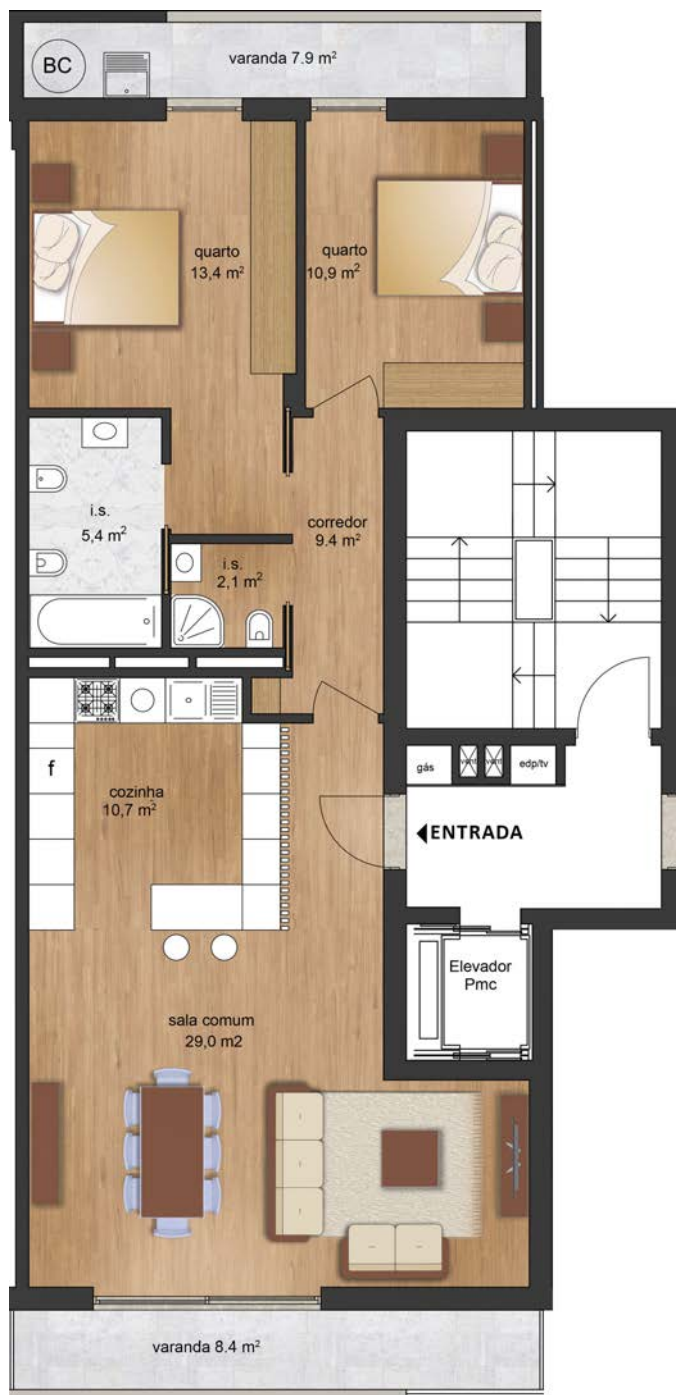 BC
varanda 7.9 m²
quarto
13,4 m²
quarto
10,9 m²
i.s.
5,4 m²
corredor
9.4 m²
i.s.
2,1 m²
f
cozinha
10,7 m²
gás
vent
vent
edp/tv
ENTRADA
Elevador
Pmc
sala comum
29,0 m2
varanda 8.4 m²